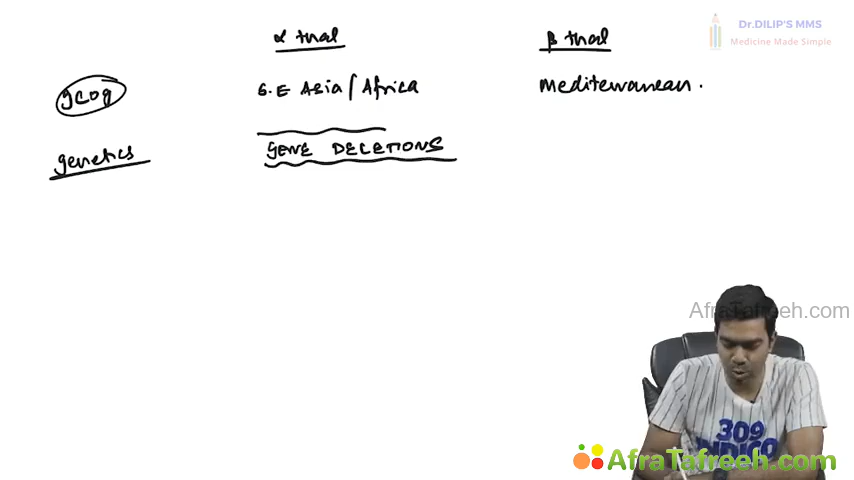 α thal
β thal
Dr.DILIP'S MMS
Medicine Made Simple
geog
S.E Asia / Africa
Mediterranean.
genetics
GENE DELETIONS
AfraTafreeh.com
309
INDIGO
AfraTafreeh.com